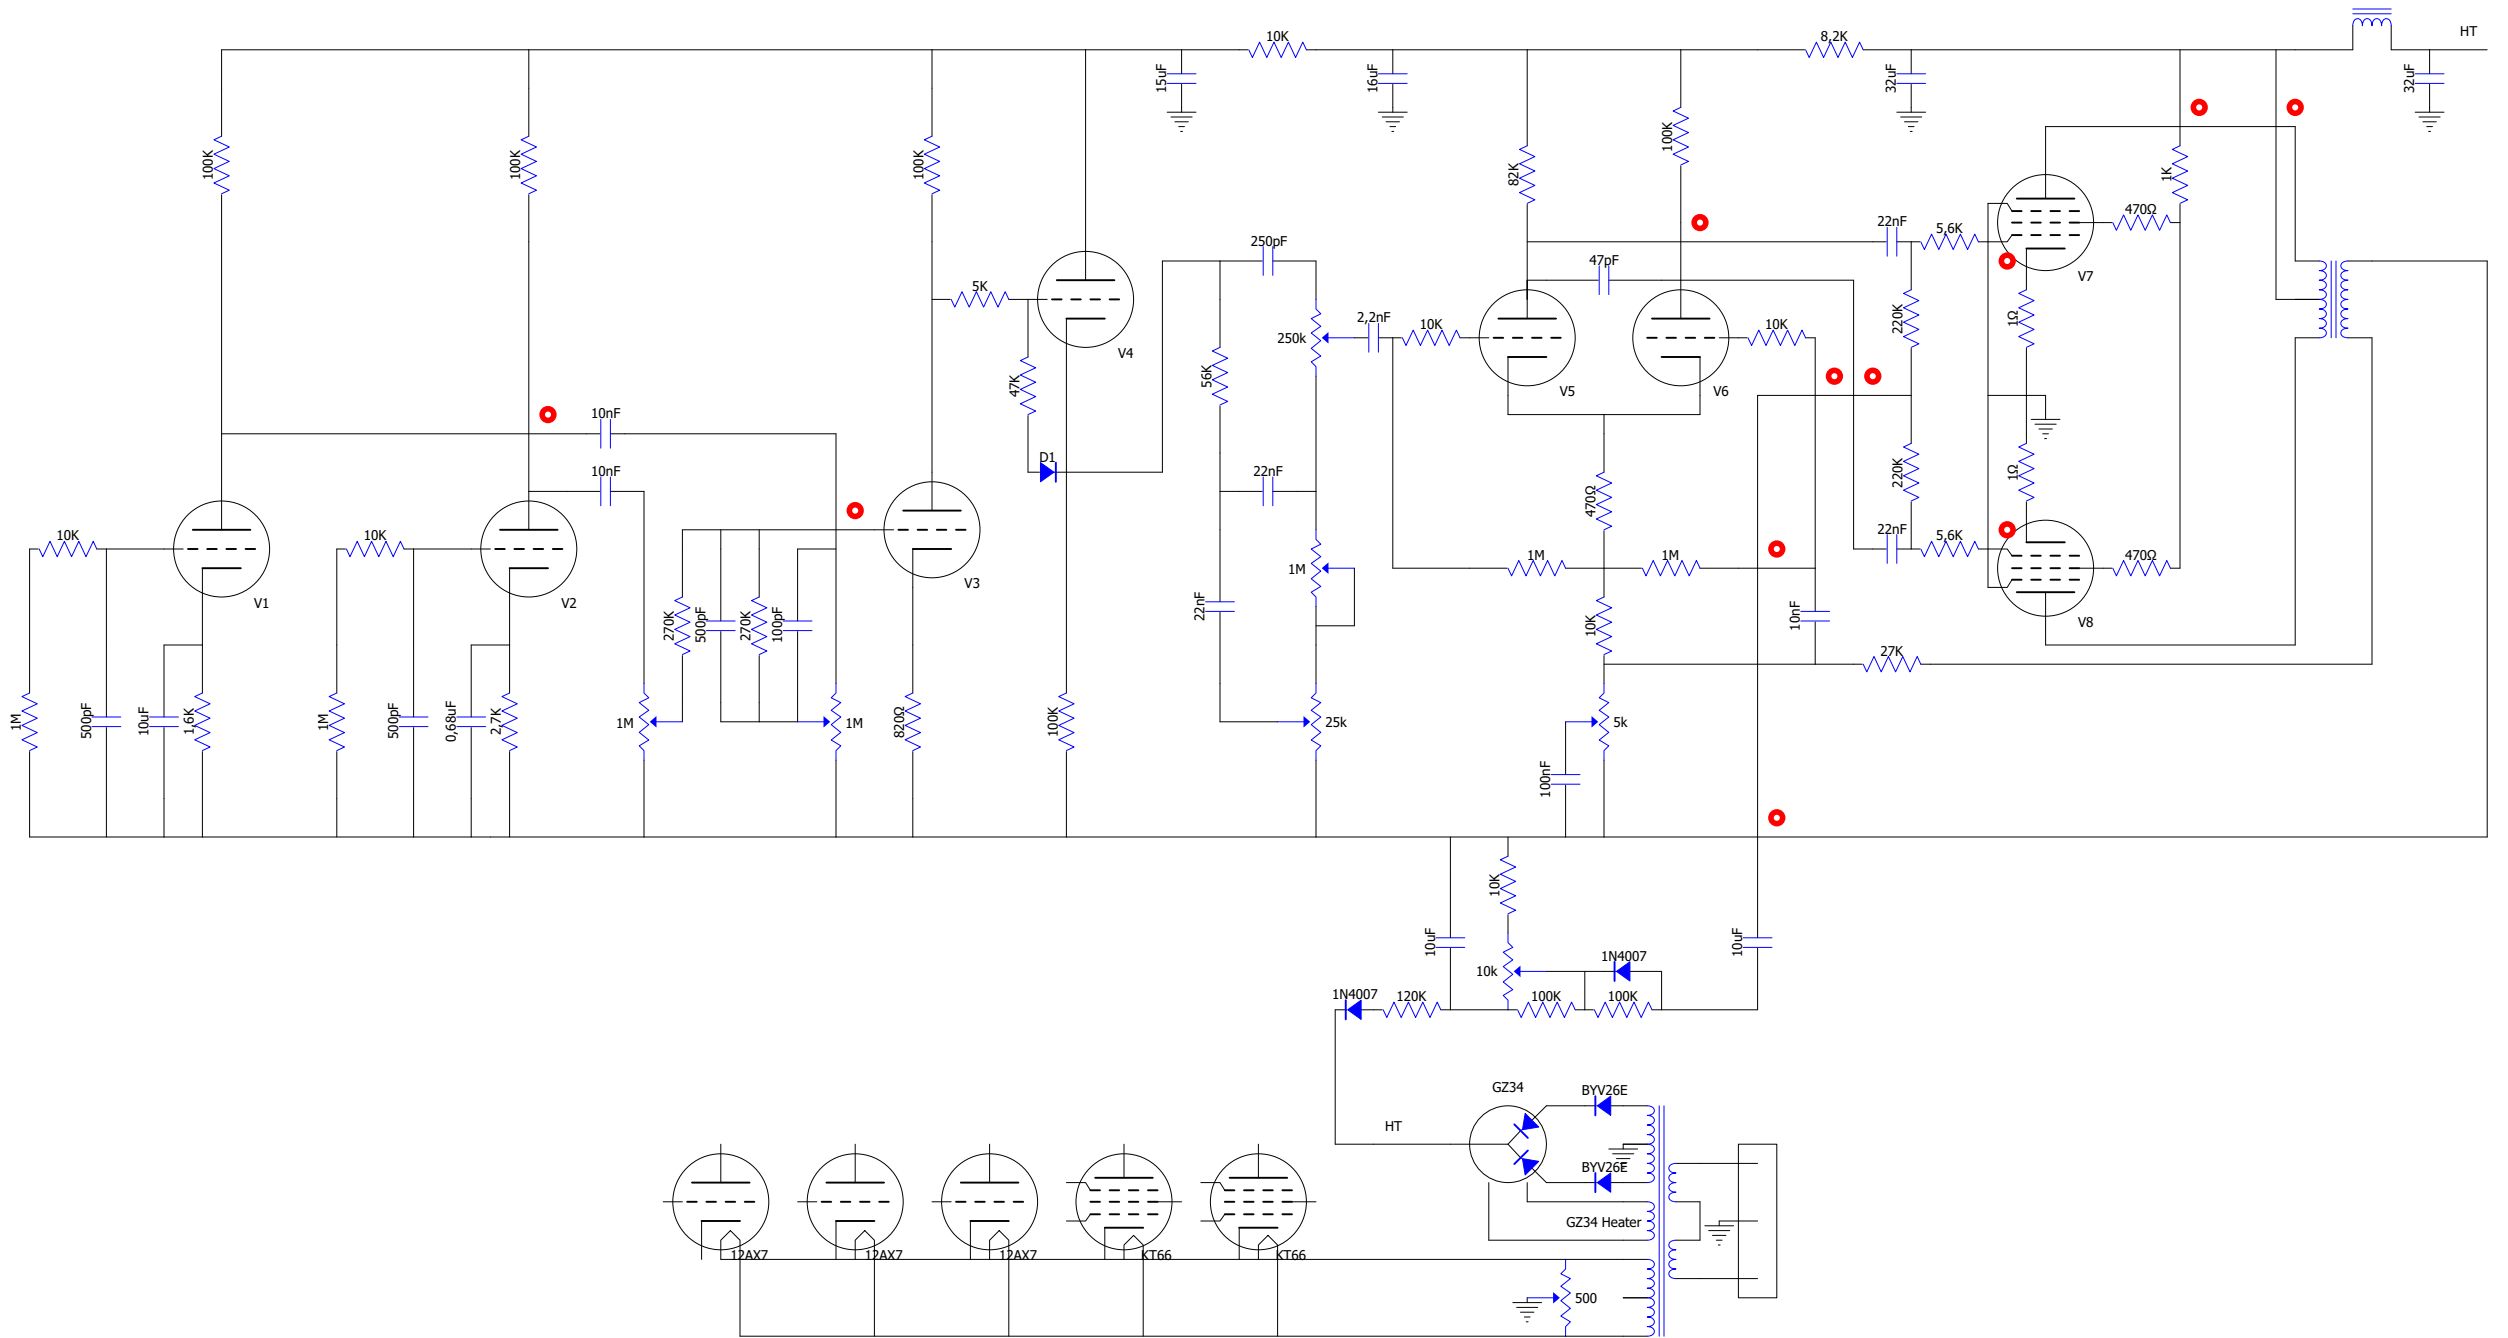 HT
10K
8,2K
15uF
16uF
32uF
32uF
100K
100K
100K
100K
82K
1K
470Ω
22nF
5,6K
250pF
47pF
V7
5K
2,2nF
10K
10K
250k
220K
1Ω
V4
47K
56K
V5
V6
10nF
D1
10nF
22nF
470Ω
220K
1Ω
10K
10K
22nF
5,6K
1M
1M
470Ω
1M
V3
V1
V2
22nF
10nF
270K
500pF
270K
100pF
10K
V8
27K
1M
500pF
10uF
1,6K
1M
500pF
0,68uF
2,7K
1M
1M
820Ω
100K
25k
5k
100nF
10K
10uF
10uF
1N4007
10k
1N4007
120K
100K
100K
GZ34
BYV26E
HT
BYV26E
GZ34 Heater
12AX7
12AX7
12AX7
KT66
KT66
500